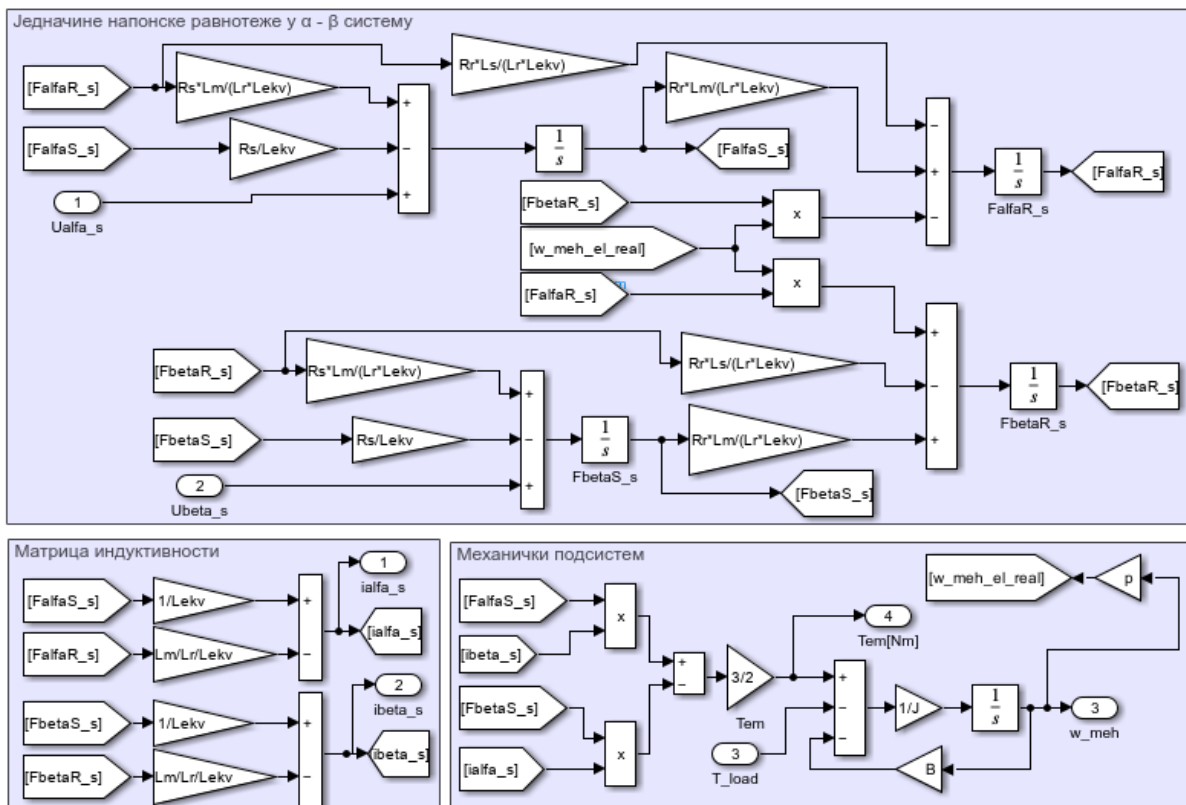 Једначине напонске равнотеже у α - β систему
[FalfaR_s]
Rs*Lm/(Lr*Lekv)
Rr*Ls/(Lr*Lekv)
Rr*Lm/(Lr*Lekv)
+
−
+
[FalfaS_s]
Rs/Lekv
1
s
[FalfaS_s]
−
+
−
1
s
FalfaR_s
[FalfaR_s]
1
Ualfa_s
[FbetaR_s]
x
[w_meh_el_real]
[FalfaR_s]
x
[FbetaR_s]
Rs*Lm/(Lr*Lekv)
Rr*Ls/(Lr*Lekv)
+
−
+
1
s
FbetaR_s
[FbetaR_s]
[FbetaS_s]
Rs/Lekv
+
−
+
1
s
FbetaS_s
Rr*Lm/(Lr*Lekv)
[FbetaS_s]
2
Ubeta_s
Матрица индуктивности
[FalfaS_s]
1/Lekv
+
−
1
ialfa_s
[FalfaR_s]
Lm/Lr/Lekv
[ialfa_s]
[FbetaS_s]
1/Lekv
+
−
2
ibeta_s
[FbetaR_s]
Lm/Lr/Lekv
[ibeta_s]
Механички подсистем
[FalfaS_s]
x
[ibeta_s]
[FbetaS_s]
x
[ialfa_s]
+
−
3/2
Tem
4
Tem[Nm]
3
T_load
+
−
−
1/J
1
s
B
[w_meh_el_real]
p
3
w_meh